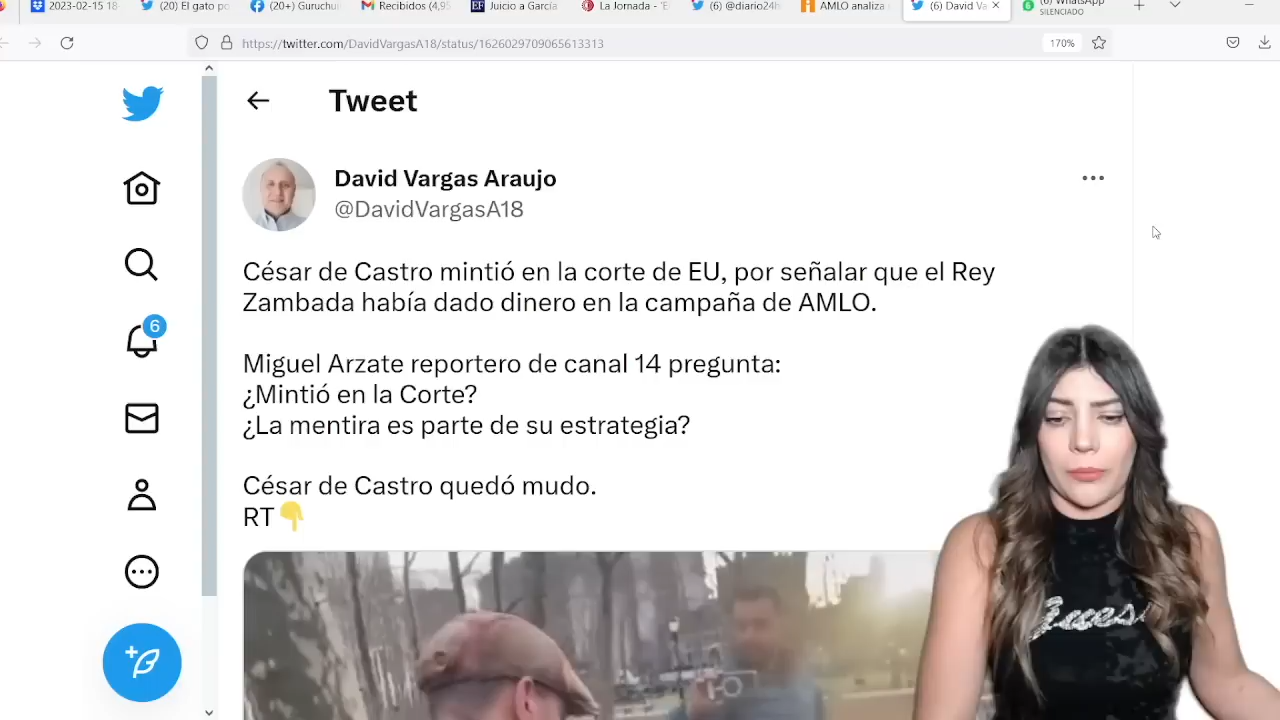 2023-02-15 18
(20) El gato po
(20+) Guruchu
Recibidos (4,95
Juicio a García
La Jornada - 'E
(6) @diario24h
AMLO analiza
(6) David Va
(6) WhatsApp
SILENCIADO
https://twitter.com/DavidVargasA18/status/1626029709065613313
170%
Tweet
David Vargas Araujo
@DavidVargasA18
César de Castro mintió en la corte de EU, por señalar que el Rey
Zambada había dado dinero en la campaña de AMLO.
Miguel Arzate reportero de canal 14 pregunta:
¿Mintió en la Corte?
¿La mentira es parte de su estrategia?
César de Castro quedó mudo.
RT👇
6
Guess